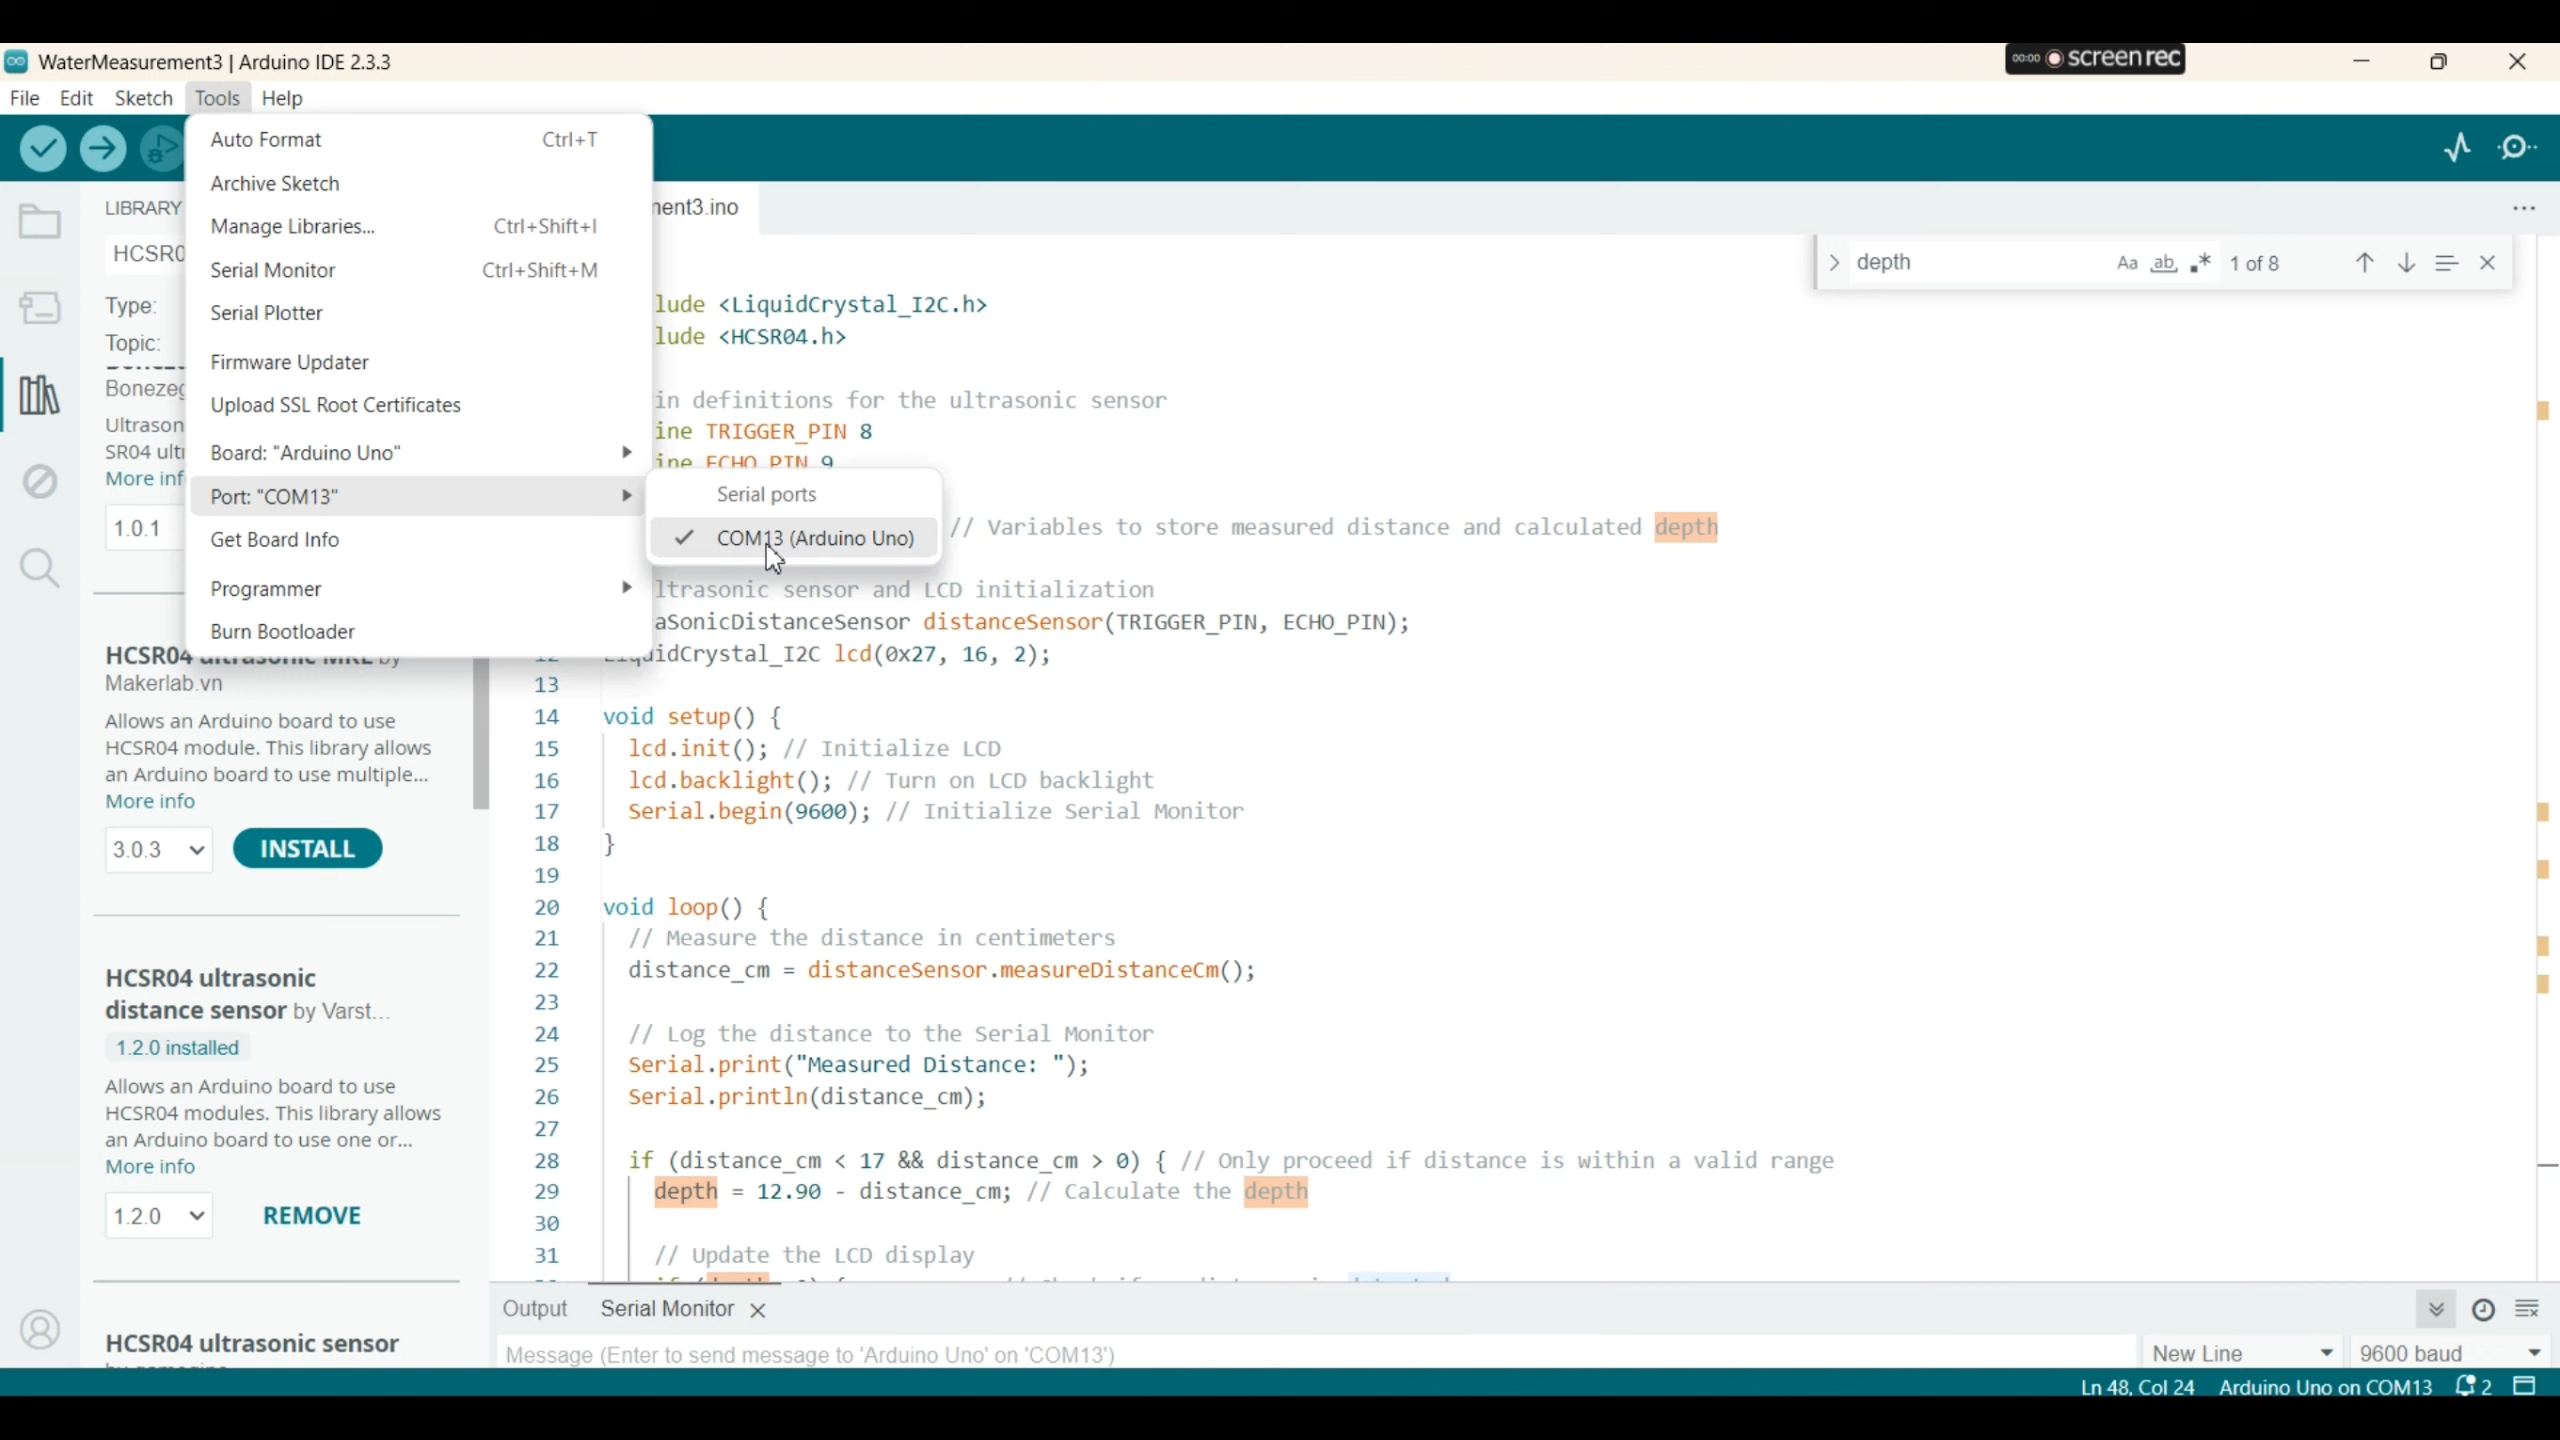 WaterMeasurement3 | Arduino IDE 2.3.3
00:00 screenrec
File Edit Sketch Tools Help
Auto Format Ctrl+T
Archive Sketch
Manage Libraries... Ctrl+Shift+I
Serial Monitor Ctrl+Shift+M
Serial Plotter
Firmware Updater
Upload SSL Root Certificates
Board: "Arduino Uno"
Port: "COM13"
Get Board Info
Programmer
Burn Bootloader
Serial ports
COM13 (Arduino Uno)
LIBRARY
HCSR0
Type:
Topic:
Bonezeg
Ultrason
SR04 ultr
More inf
1.0.1
HCSR04 ultrasonic MKL by
Makerlab.vn
Allows an Arduino board to use
HCSR04 module. This library allows
an Arduino board to use multiple...
More info
3.0.3 INSTALL
HCSR04 ultrasonic
distance sensor by Varst...
1.2.0 installed
Allows an Arduino board to use
HCSR04 modules. This library allows
an Arduino board to use one or...
More info
1.2.0 REMOVE
HCSR04 ultrasonic sensor
ment3.ino
depth Aa ab 1 of 8
lude <LiquidCrystal_I2C.h>
lude <HCSR04.h>
in definitions for the ultrasonic sensor
ine TRIGGER_PIN 8
ine ECHO_PIN 9
// Variables to store measured distance and calculated depth
ltrasonic sensor and LCD initialization
aSonicDistanceSensor distanceSensor(TRIGGER_PIN, ECHO_PIN);
12 LiquidCrystal_I2C lcd(0x27, 16, 2);
13
14 void setup() {
15 lcd.init(); // Initialize LCD
16 lcd.backlight(); // Turn on LCD backlight
17 Serial.begin(9600); // Initialize Serial Monitor
18 }
19
20 void loop() {
21 // Measure the distance in centimeters
22 distance_cm = distanceSensor.measureDistanceCm();
23
24 // Log the distance to the Serial Monitor
25 Serial.print("Measured Distance: ");
26 Serial.println(distance_cm);
27
28 if (distance_cm < 17 && distance_cm > 0) { // Only proceed if distance is within a valid range
29 depth = 12.90 - distance_cm; // Calculate the depth
30
31 // Update the LCD display
Output Serial Monitor
Message (Enter to send message to 'Arduino Uno' on 'COM13') New Line 9600 baud
Ln 48, Col 24 Arduino Uno on COM13 2